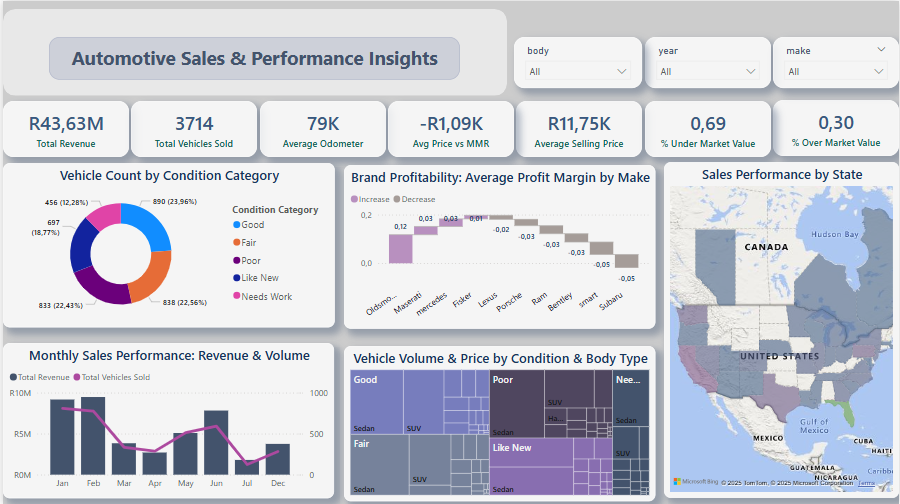 Automotive Sales & Performance Insights
body
All
year
All
make
All
R43,63M
Total Revenue
3714
Total Vehicles Sold
79K
Average Odometer
-R1,09K
Avg Price vs MMR
R11,75K
Average Selling Price
0,69
% Under Market Value
0,30
% Over Market Value
Vehicle Count by Condition Category
456 (12,28%)
890 (23,96%)
697
(18,77%)
833 (22,43%)
838 (22,56%)
Condition Category
Good
Fair
Poor
Like New
Needs Work
Brand Profitability: Average Profit Margin by Make
Increase
Decrease
0,2
0,0
0,12
0,03
0,03
0,01
-0,02
-0,03
-0,03
-0,03
-0,05
-0,05
Oldsmo...
Maserati
mercedes
Fisker
Lexus
Porsche
Ram
Bentley
smart
Subaru
Sales Performance by State
Hudson Bay
CANADA
UNITED STATES
Gulf of
Mexico
MEXICO
CUBA
HAITI
GUATEMALA
Caribb
NICARAGUA
Microsoft Bing
© 2025 TomTom, © 2025 Microsoft Corporation
Terms
Monthly Sales Performance: Revenue & Volume
Total Revenue
Total Vehicles Sold
R10M
R5M
R0M
1000
500
0
Jan
Feb
Mar
Apr
May
Jun
Jul
Dec
Vehicle Volume & Price by Condition & Body Type
Good
Sedan
SUV
Fair
Sedan
SUV
Poor
Sedan
SUV
Ha...
Like New
Sedan
SUV
Nee...
Sedan
SUV